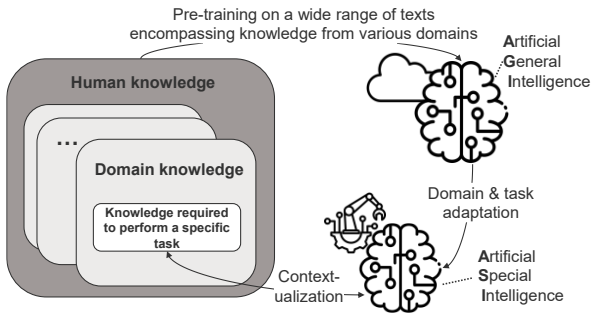 Pre-training on a wide range of texts
encompassing knowledge from various domains
Human knowledge
...
Domain knowledge
Knowledge required
to perform a specific
task
Artificial
General
Intelligence
Domain & task
adaptation
Context-
ualization
Artificial
Special
Intelligence